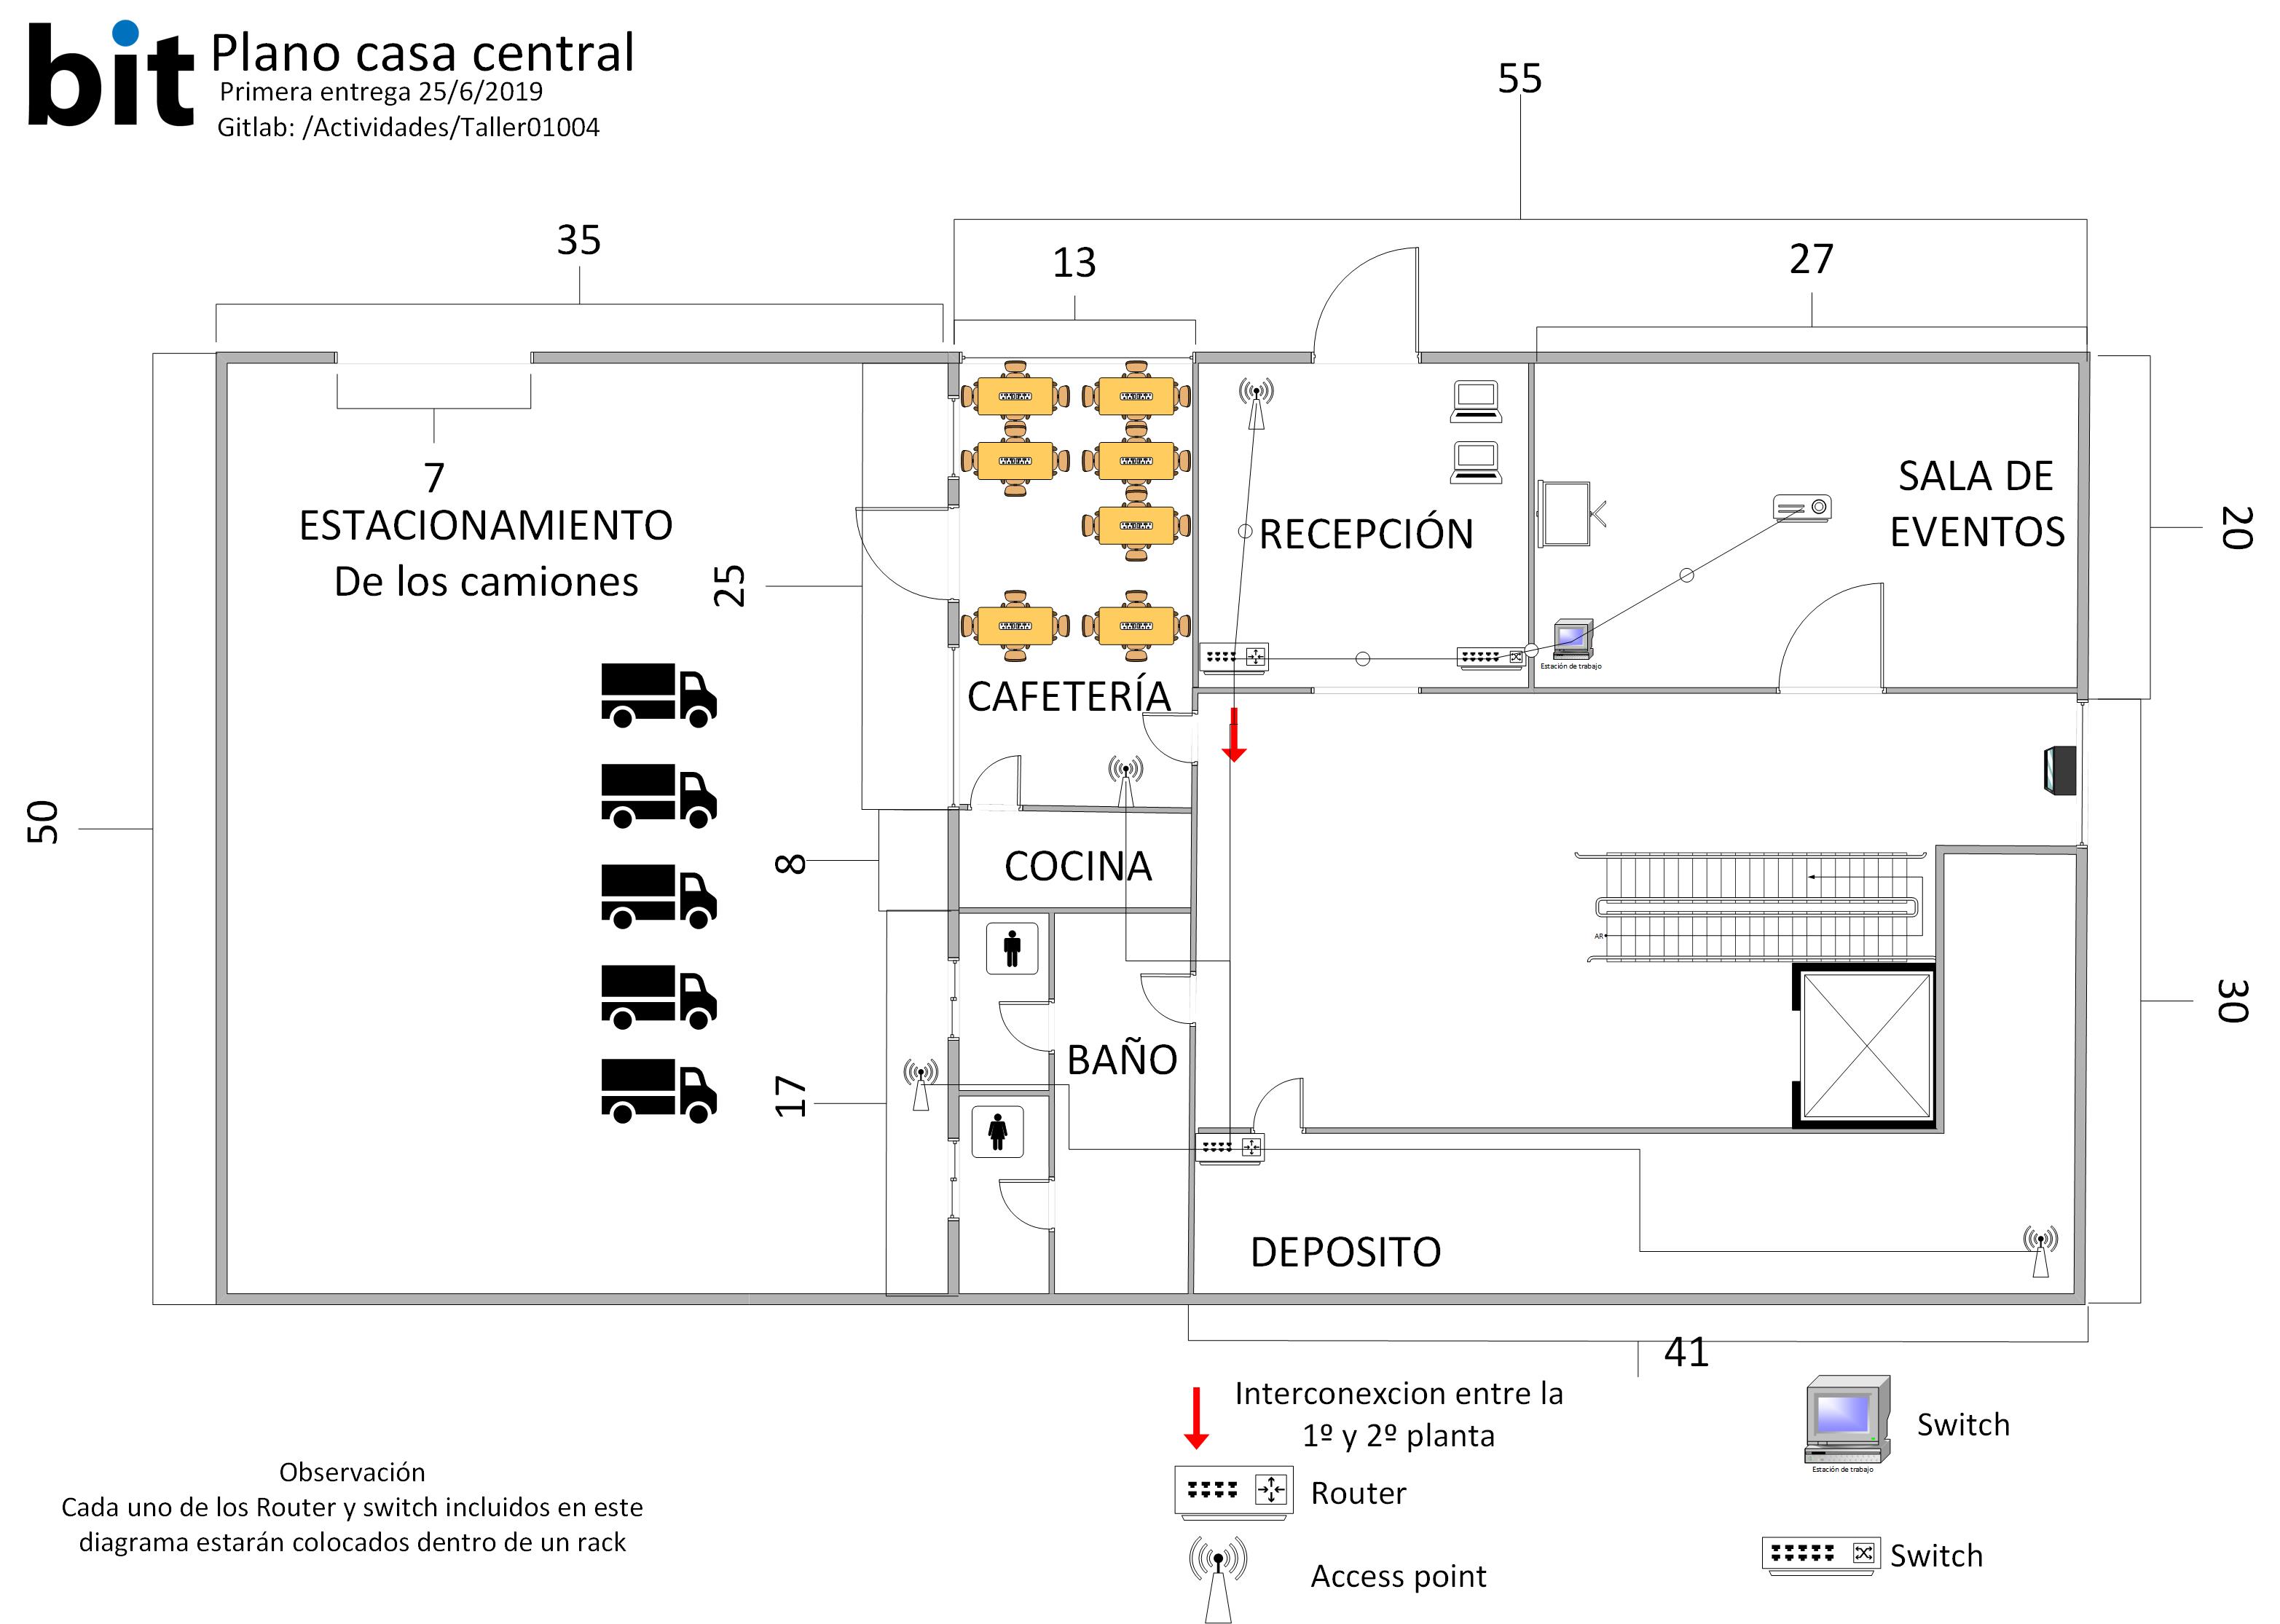 bit
Plano casa central
Primera entrega 25/6/2019
Gitlab: /Actividades/Taller01004
55
35
13
27
7
ESTACIONAMIENTO
De los camiones
25
RECEPCIÓN
SALA DE
EVENTOS
20
Estación de trabajo
CAFETERÍA
50
8
COCINA
AR
30
17
BAÑO
DEPOSITO
41
Interconexcion entre la
1º y 2º planta
Switch
Estación de trabajo
Router
Access point
Switch
Observación
Cada uno de los Router y switch incluidos en este
diagrama estarán colocados dentro de un rack